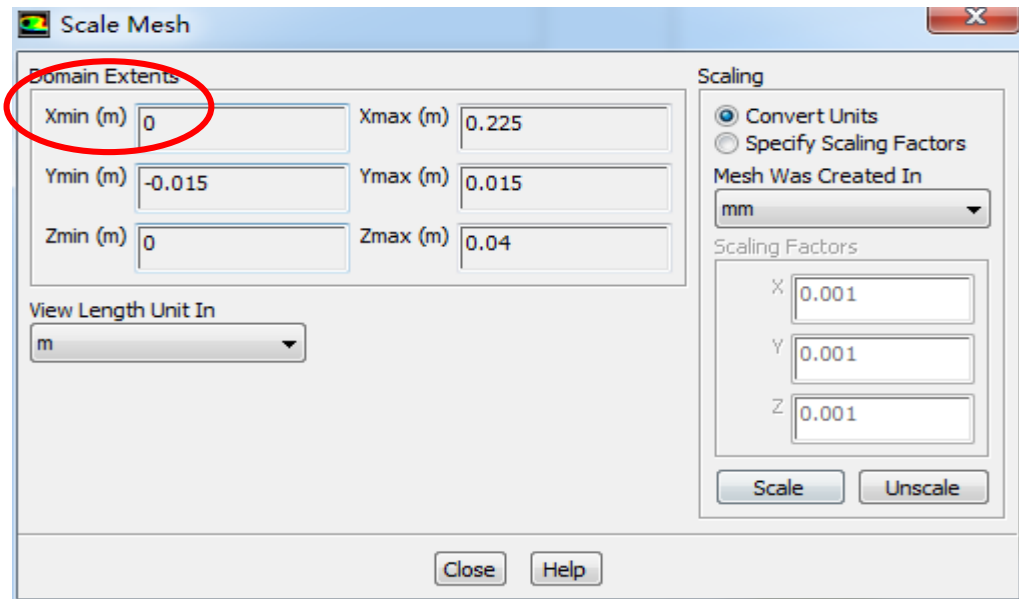 Scale Mesh
Domain Extents
Xmin (m) 0 Xmax (m) 0.225
Ymin (m) -0.015 Ymax (m) 0.015
Zmin (m) 0 Zmax (m) 0.04
View Length Unit In
m
Scaling
Convert Units
Specify Scaling Factors
Mesh Was Created In
mm
Scaling Factors
X 0.001
Y 0.001
Z 0.001
Scale Unscale
Close Help